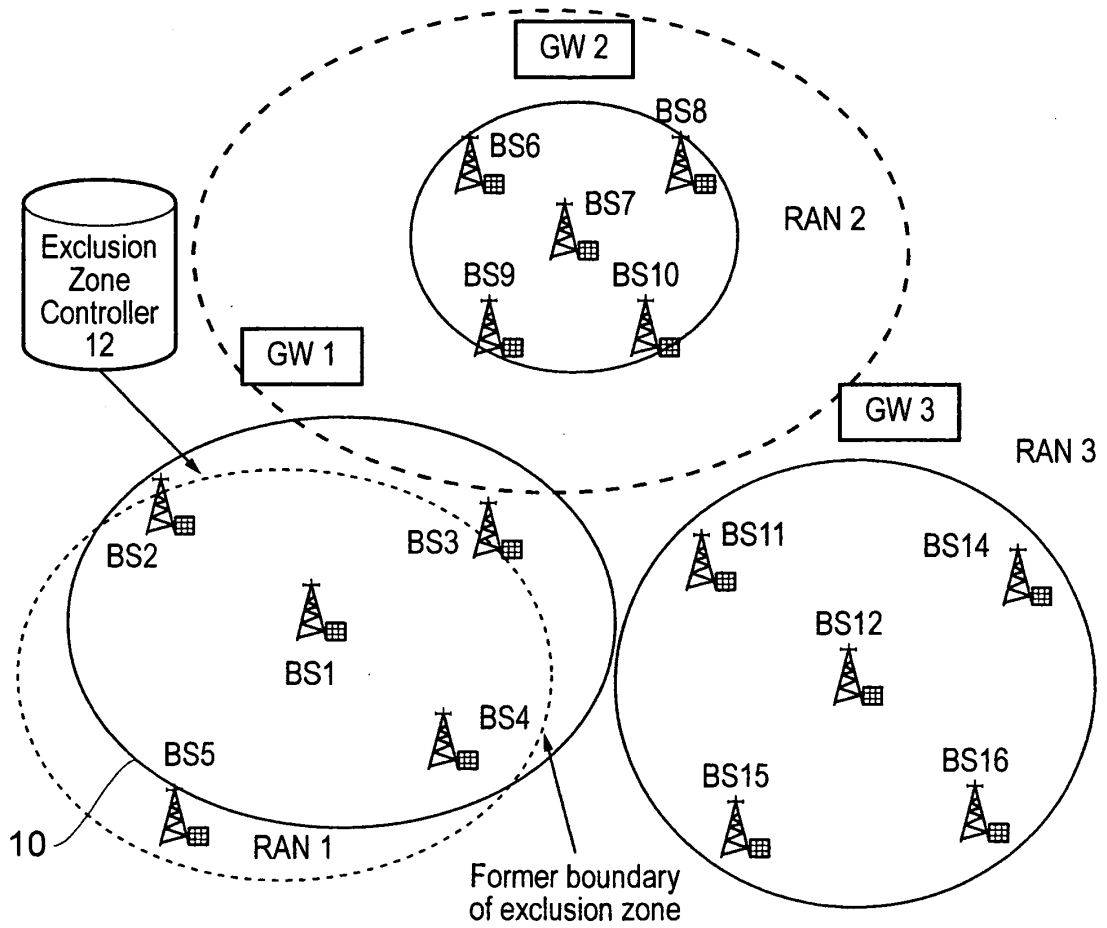 GW 2
BS8
BS6
BS7
RAN 2
Exclusion
Zone
Controller
12
BS9
BS10
GW 1
GW 3
RAN 3
BS2
BS3
BS11
BS14
BS1
BS12
BS4
BS5
BS15
BS16
10
RAN 1
Former boundary
of exclusion zone